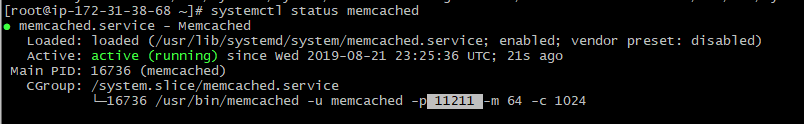 [root@ip-172-31-38-68 ~]# systemctl status memcached
● memcached.service - Memcached
Loaded: loaded (/usr/lib/systemd/system/memcached.service; enabled; vendor preset: disabled)
Active: active (running) since Wed 2019-08-21 23:25:36 UTC; 21s ago
Main PID: 16736 (memcached)
CGroup: /system.slice/memcached.service
└─16736 /usr/bin/memcached -u memcached -p 11211 -m 64 -c 1024